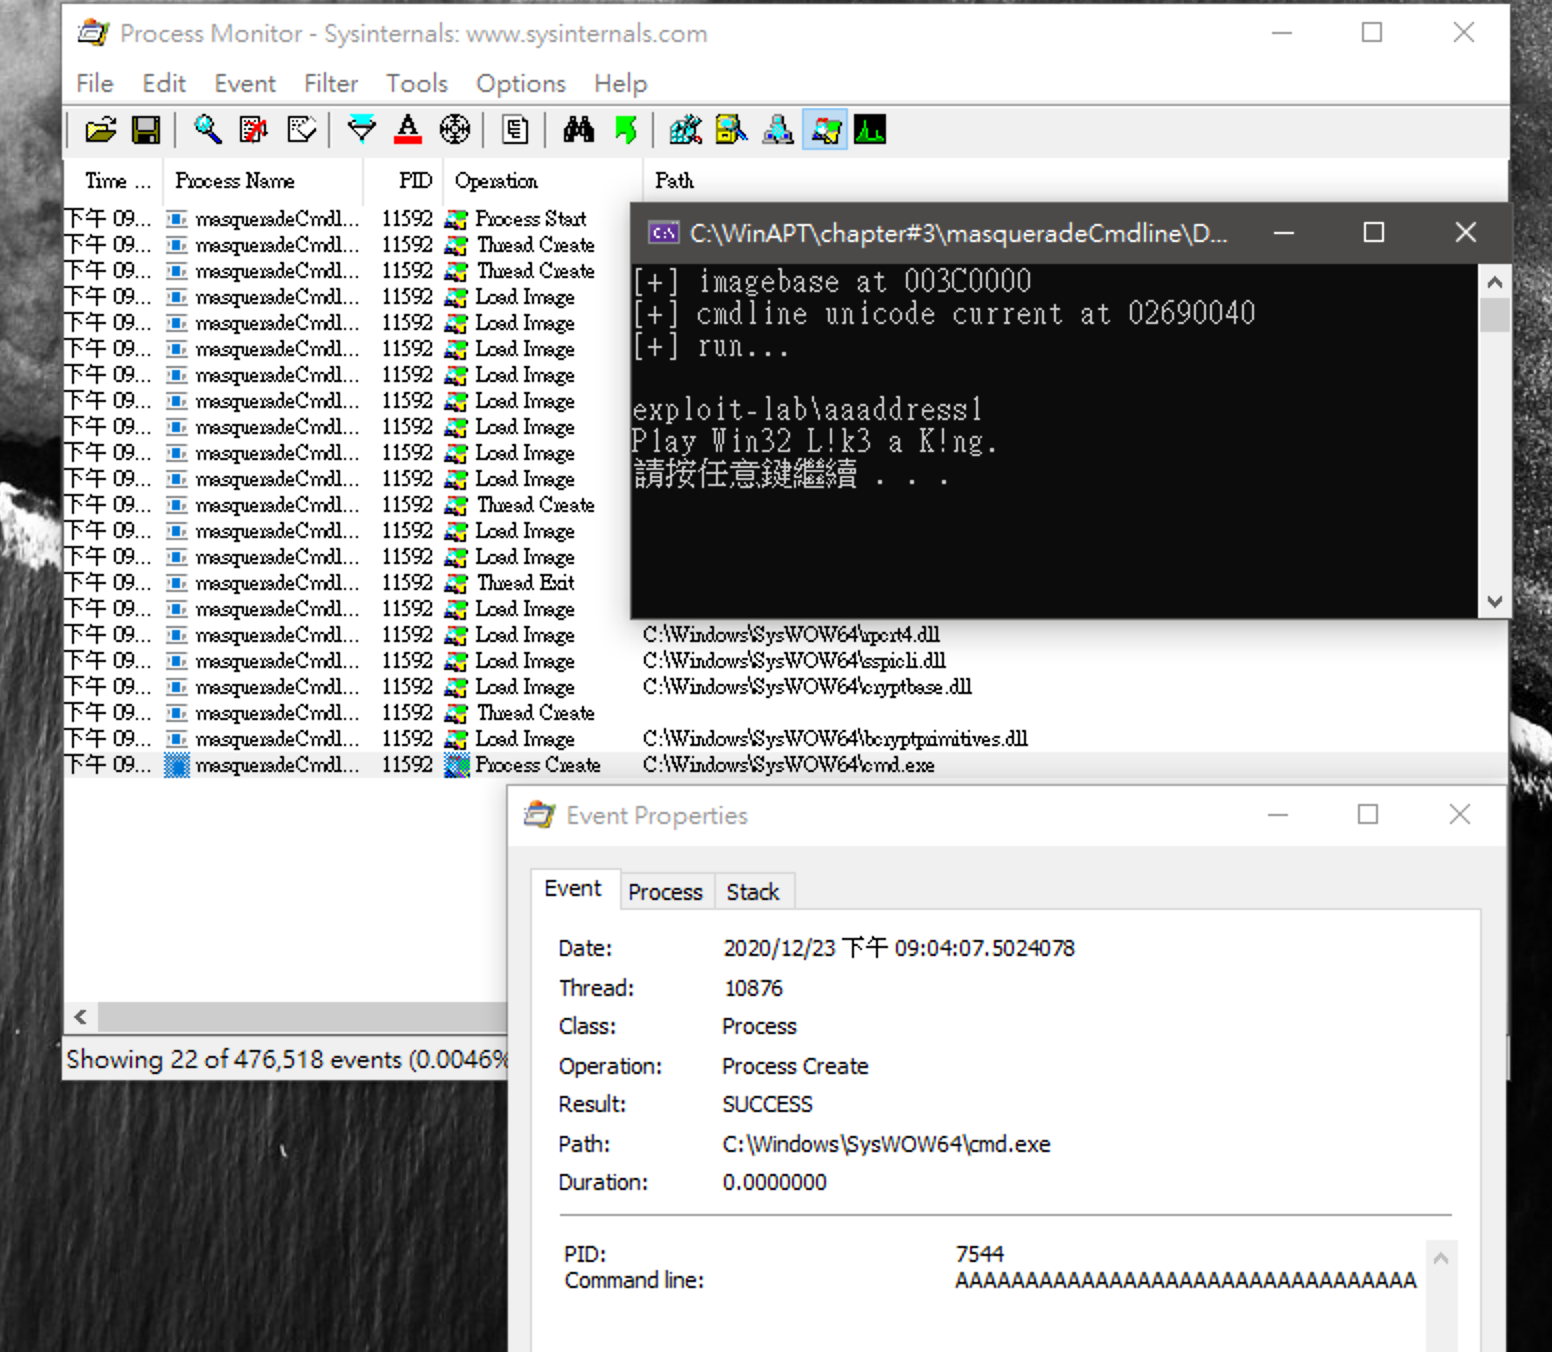 Process Monitor - Sysinternals: www.sysinternals.com
File Edit Event Filter Tools Options Help
Time ... Process Name PID Operation Path
下午 09... masqueradeCmdl... 11592 Process Start
下午 09... masqueradeCmdl... 11592 Thread Create
下午 09... masqueradeCmdl... 11592 Thread Create
下午 09... masqueradeCmdl... 11592 Load Image
下午 09... masqueradeCmdl... 11592 Load Image
下午 09... masqueradeCmdl... 11592 Load Image
下午 09... masqueradeCmdl... 11592 Load Image
下午 09... masqueradeCmdl... 11592 Load Image
下午 09... masqueradeCmdl... 11592 Load Image
下午 09... masqueradeCmdl... 11592 Load Image
下午 09... masqueradeCmdl... 11592 Load Image
下午 09... masqueradeCmdl... 11592 Thread Create
下午 09... masqueradeCmdl... 11592 Load Image
下午 09... masqueradeCmdl... 11592 Load Image
下午 09... masqueradeCmdl... 11592 Thread Exit
下午 09... masqueradeCmdl... 11592 Load Image
下午 09... masqueradeCmdl... 11592 Load Image C:\Windows\SysWOW64\rpcrt4.dll
下午 09... masqueradeCmdl... 11592 Load Image C:\Windows\SysWOW64\sspicli.dll
下午 09... masqueradeCmdl... 11592 Load Image C:\Windows\SysWOW64\cryptbase.dll
下午 09... masqueradeCmdl... 11592 Thread Create
下午 09... masqueradeCmdl... 11592 Load Image C:\Windows\SysWOW64\bcryptprimitives.dll
下午 09... masqueradeCmdl... 11592 Process Create C:\Windows\SysWOW64\cmd.exe
Showing 22 of 476,518 events (0.0046%
C:\WinAPT\chapter#3\masqueradeCmdline\D...
[+] imagebase at 003C0000
[+] cmdline unicode current at 02690040
[+] run...
exploit-lab\aaaddress1
Play Win32 L!k3 a K!ng.
請按任意鍵繼續 . . .
Event Properties
Event Process Stack
Date: 2020/12/23 下午 09:04:07.5024078
Thread: 10876
Class: Process
Operation: Process Create
Result: SUCCESS
Path: C:\Windows\SysWOW64\cmd.exe
Duration: 0.0000000
PID: 7544
Command line: AAAAAAAAAAAAAAAAAAAAAAAAAAAAAAAAA